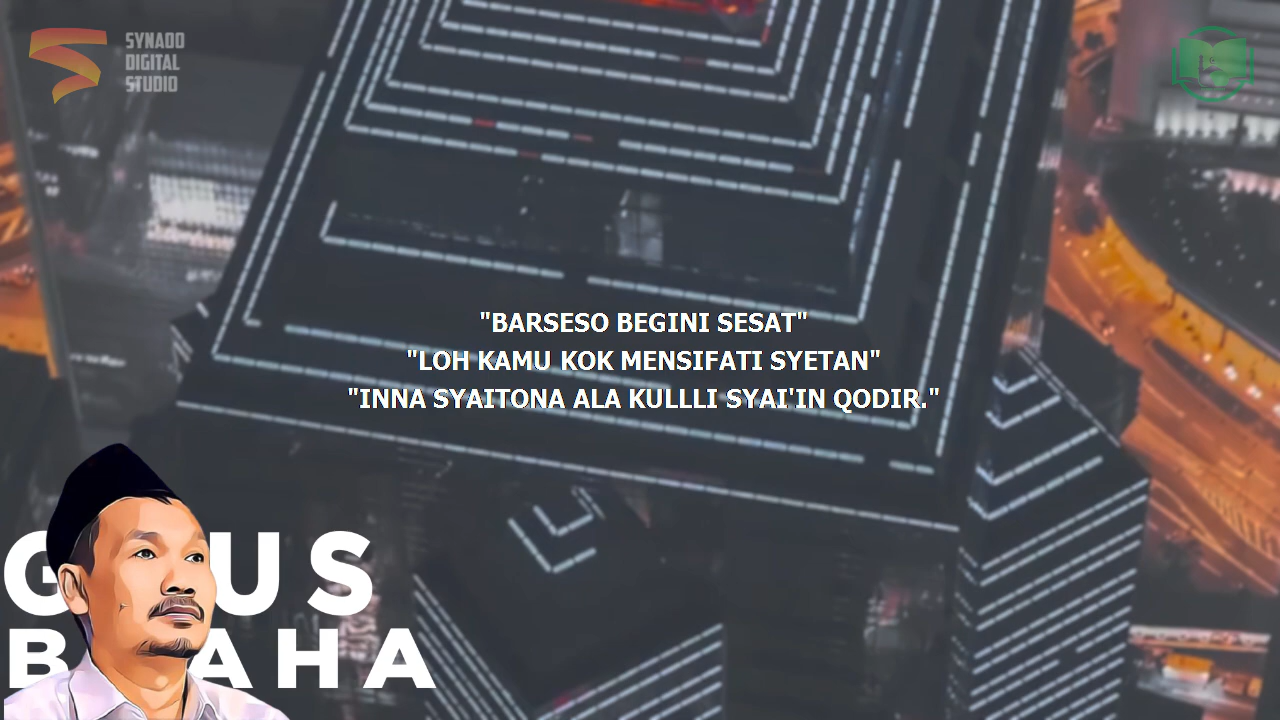 SYNADO
DIGITAL
STUDIO
"BARSESO BEGINI SESAT"
"LOH KAMU KOK MENSIFATI SYETAN"
"INNA SYAITONA ALA KULLLI SYAI'IN QODIR."
GUS
BAHA